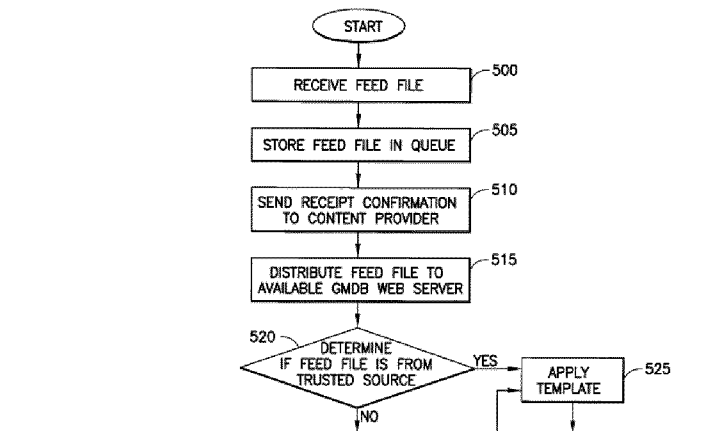 START
500
RECEIVE FEED FILE
505
STORE FEED FILE IN QUEUE
510
SEND RECEIPT CONFIRMATION
TO CONTENT PROVIDER
515
DISTRIBUTE FEED FILE TO
AVAILABLE GMDB WEB SERVER
520
DETERMINE
IF FEED FILE IS FROM
TRUSTED SOURCE
YES
APPLY
TEMPLATE
525
NO